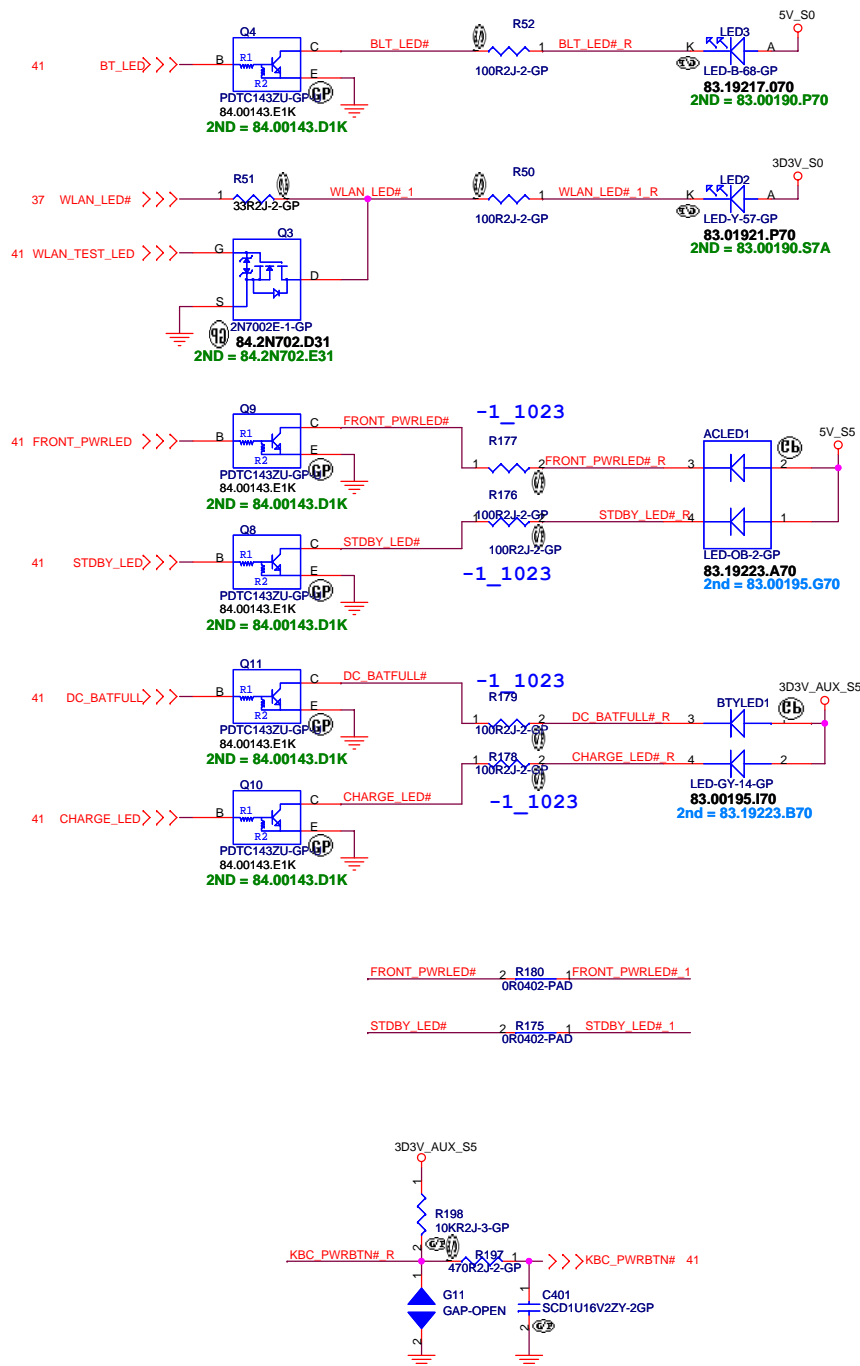 5V_S0
Q4
R52
LED3
41 BT_LED
B
R1
R2
C
E
BLT_LED#
2
1
BLT_LED#_R
K
A
100R2J-2-GP
LED-B-68-GP
GP
PDTC143ZU-GP-U
84.00143.E1K
2ND = 84.00143.D1K
83.19217.070
2ND = 83.00190.P70
3D3V_S0
R51
R50
LED2
37 WLAN_LED#
1
2
33R2J-2-GP
WLAN_LED#_1
2
1
WLAN_LED#_1_R
K
A
100R2J-2-GP
LED-Y-57-GP
83.01921.P70
2ND = 83.00190.S7A
Q3
41 WLAN_TEST_LED
G
D
S
2N7002E-1-GP
GP
84.2N702.D31
2ND = 84.2N702.E31
-1_1023
Q9
41 FRONT_PWRLED
B
R1
R2
C
E
FRONT_PWRLED#
R177
1
2
FRONT_PWRLED#_R
3
ACLED1
GP
2
5V_S5
GP
PDTC143ZU-GP-U
84.00143.E1K
2ND = 84.00143.D1K
R176
100R2J-2-GP
1
2
STDBY_LED#_R
4
1
100R2J-2-GP
LED-OB-2-GP
83.19223.A70
2nd = 83.00195.G70
Q8
41 STDBY_LED
B
R1
R2
C
E
STDBY_LED#
-1_1023
GP
PDTC143ZU-GP-U
84.00143.E1K
2ND = 84.00143.D1K
-1_1023
Q11
41 DC_BATFULL
B
R1
R2
C
E
DC_BATFULL#
R179
1
2
DC_BATFULL#_R
3
BTYLED1
GP
1
3D3V_AUX_S5
GP
PDTC143ZU-GP-U
84.00143.E1K
2ND = 84.00143.D1K
R178
100R2J-2-GP
1
2
CHARGE_LED#_R
4
2
100R2J-2-GP
LED-GY-14-GP
83.00195.I70
2nd = 83.19223.B70
Q10
41 CHARGE_LED
B
R1
R2
C
E
CHARGE_LED#
-1_1023
GP
PDTC143ZU-GP-U
84.00143.E1K
2ND = 84.00143.D1K
FRONT_PWRLED# 2 R180 1 FRONT_PWRLED#_1
0R0402-PAD
STDBY_LED# 2 R175 1 STDBY_LED#_1
0R0402-PAD
3D3V_AUX_S5
1
R198
10KR2J-3-GP
2
G/P
KBC_PWRBTN#_R
2
R197
1
KBC_PWRBTN# 41
470R2J-2-GP
1
G11
GAP-OPEN
2
1
C401
SCD1U16V2ZY-2GP
2
G/P